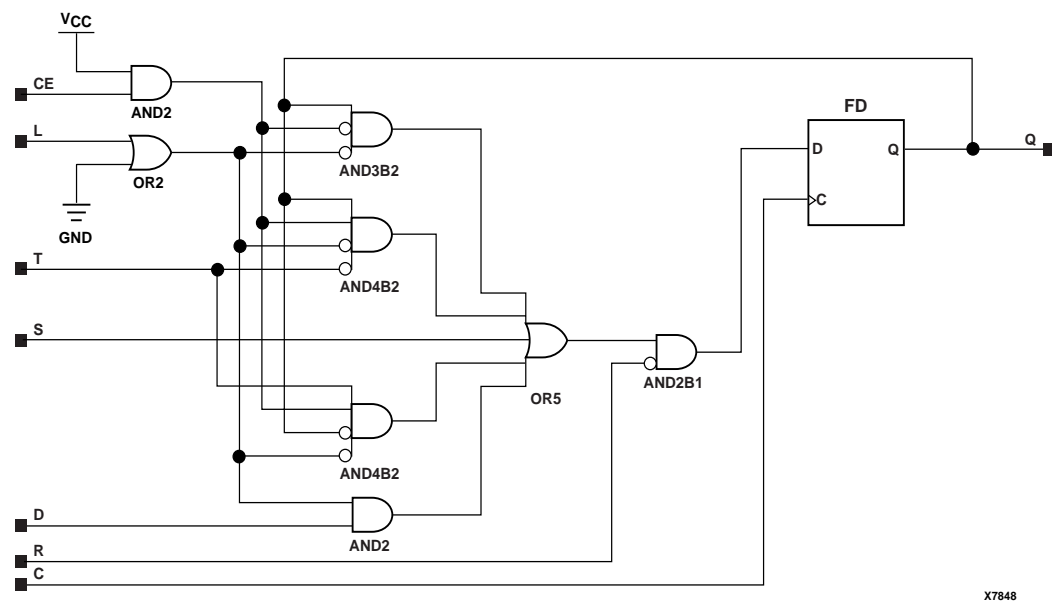 VCC
CE
AND2
L
OR2
GND
AND3B2
T
AND4B2
S
OR5
AND2B1
FD
D
Q
C
Q
AND4B2
D
AND2
R
C
X7848